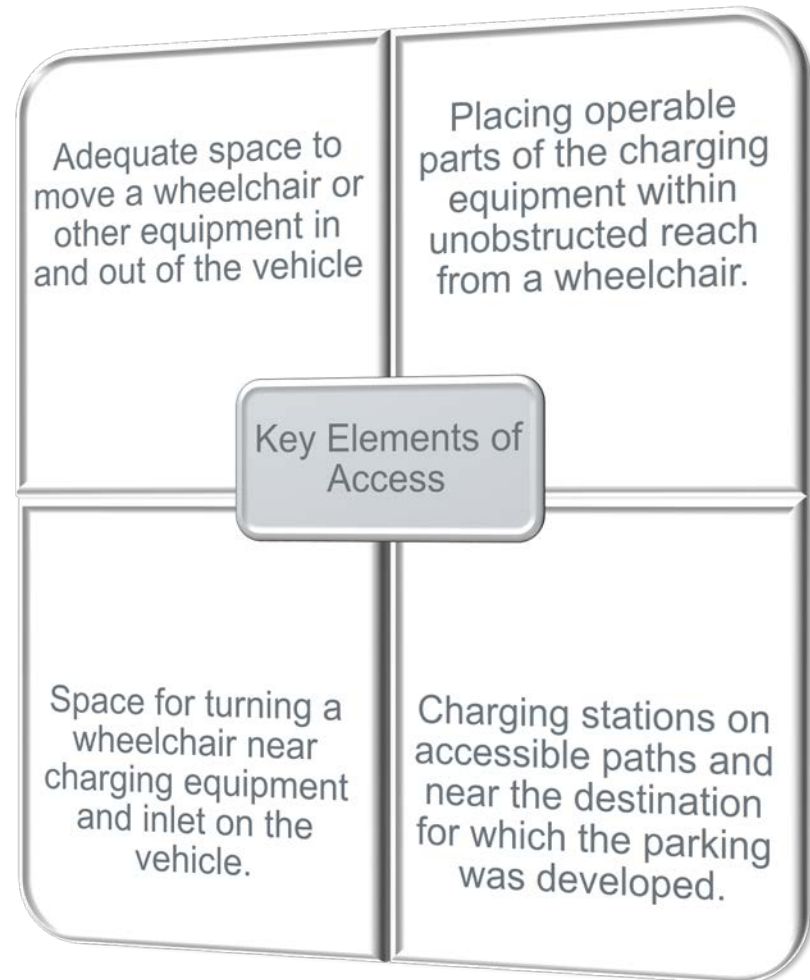 Adequate space to
move a wheelchair or
other equipment in
and out of the vehicle
Placing operable
parts of the charging
equipment within
unobstructed reach
from a wheelchair.
Key Elements of
Access
Space for turning a
wheelchair near
charging equipment
and inlet on the
vehicle.
Charging stations on
accessible paths and
near the destination
for which the parking
was developed.